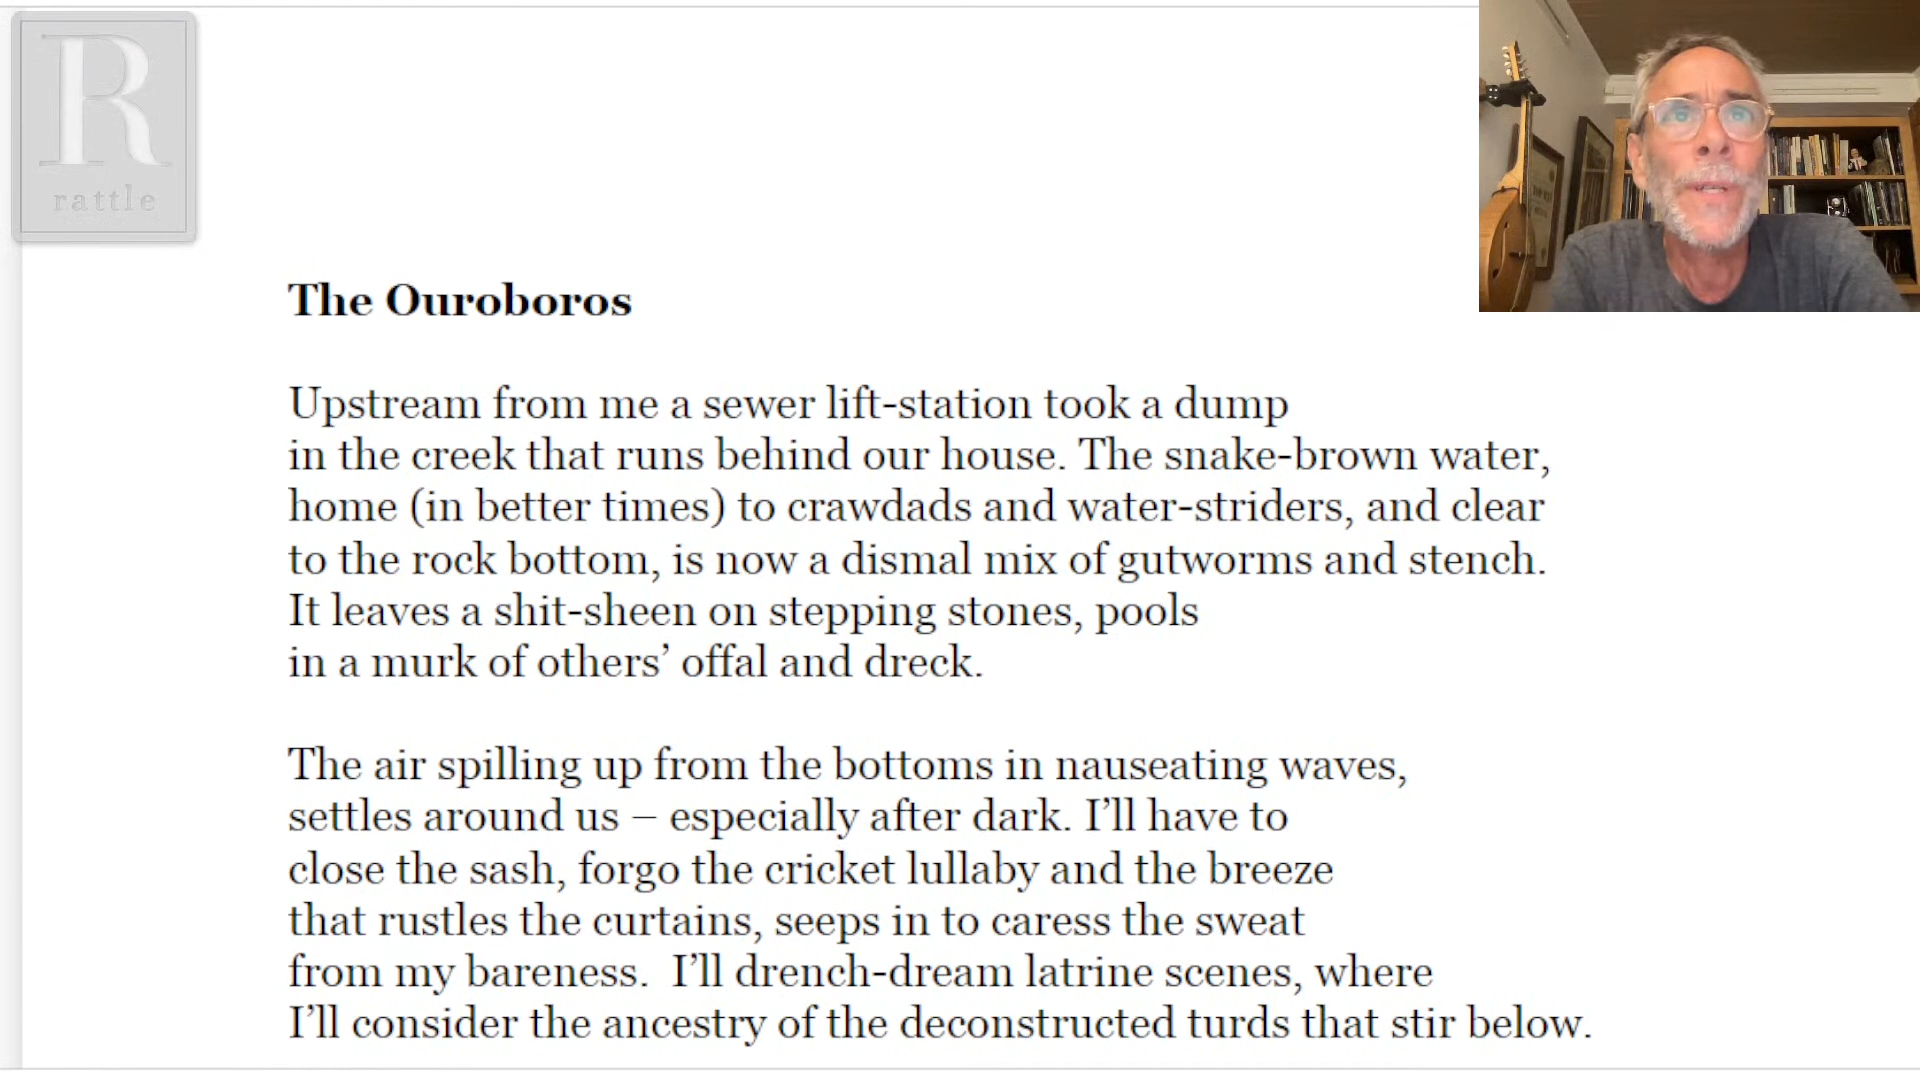 R
rattle
The Ouroboros
Upstream from me a sewer lift-station took a dump
in the creek that runs behind our house. The snake-brown water,
home (in better times) to crawdads and water-striders, and clear
to the rock bottom, is now a dismal mix of gutworms and stench.
It leaves a shit-sheen on stepping stones, pools
in a murk of others’ offal and dreck.
The air spilling up from the bottoms in nauseating waves,
settles around us – especially after dark. I’ll have to
close the sash, forgo the cricket lullaby and the breeze
that rustles the curtains, seeps in to caress the sweat
from my bareness.  I’ll drench-dream latrine scenes, where
I’ll consider the ancestry of the deconstructed turds that stir below.